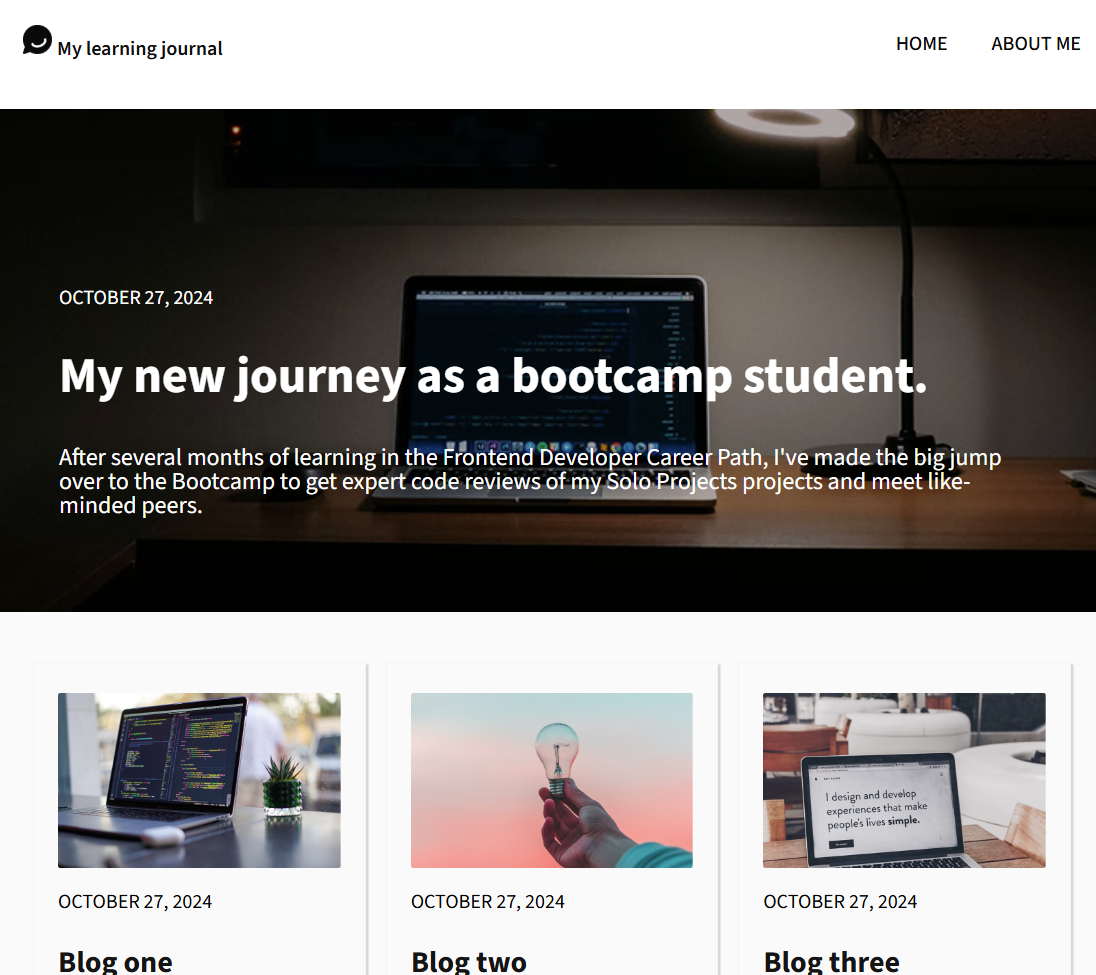 My learning journal
HOME
ABOUT ME
OCTOBER 27, 2024
My new journey as a bootcamp student.
After several months of learning in the Frontend Developer Career Path, I've made the big jump
over to the Bootcamp to get expert code reviews of my Solo Projects projects and meet like-
minded peers.
I design and develop
experiences that make
people's lives simple.
OCTOBER 27, 2024
OCTOBER 27, 2024
OCTOBER 27, 2024
Blog one
Blog two
Blog three